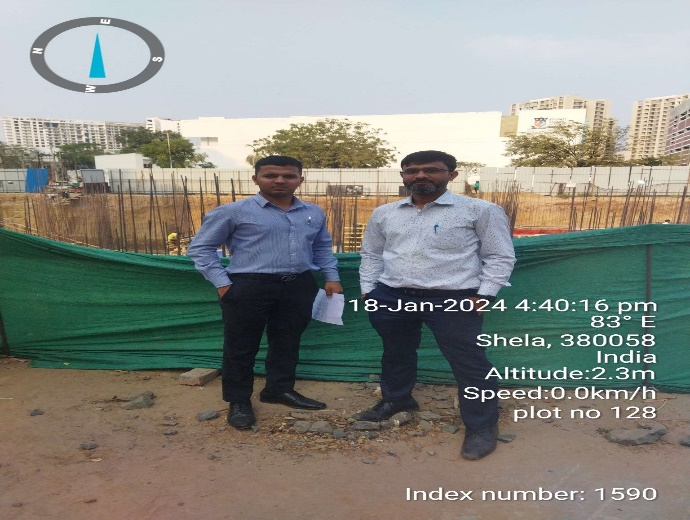 N
E
S
W
18-Jan-2024 4:40:16 pm
83° E
Shela, 380058
India
Altitude:2.3m
Speed:0.0km/h
plot no 128
Index number: 1590